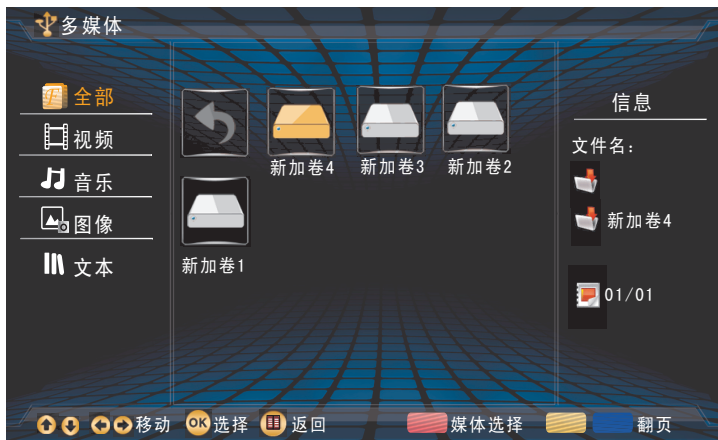 多媒体
全部
视频
音乐
图像
文本
新加卷4
新加卷3
新加卷2
新加卷1
信息
文件名：
新加卷4
01/01
移动 OK 选择 返回 媒体选择 翻页